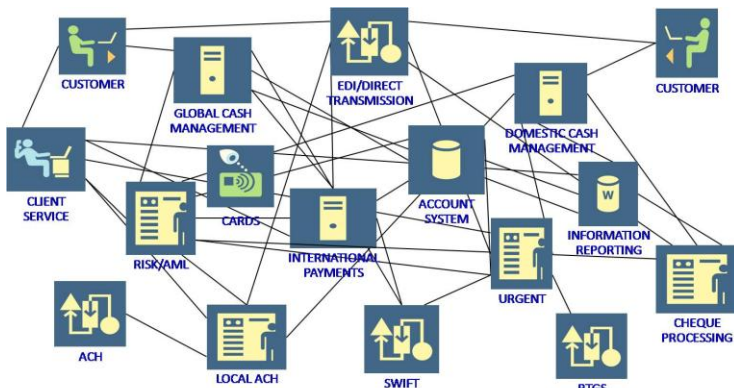 CUSTOMER
GLOBAL CASH
MANAGEMENT
EDI/DIRECT
TRANSMISSION
CUSTOMER
DOMESTIC CASH
MANAGEMENT
CLIENT
SERVICE
CARDS
ACCOUNT
SYSTEM
W
INFORMATION
REPORTING
RISK/AML
INTERNATIONAL
PAYMENTS
URGENT
CHEQUE
PROCESSING
ACH
LOCAL ACH
SWIFT
RTGS